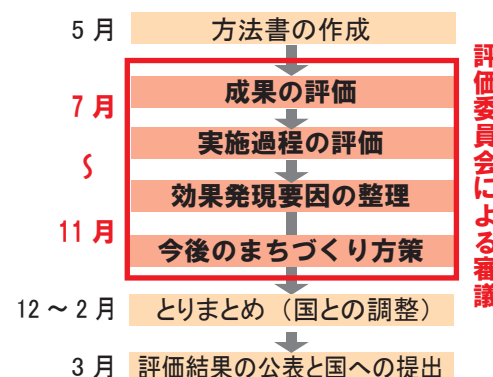 5 月 方法書の作成
成果の評価
7 月
実施過程の評価
〜
効果発現要因の整理
11 月
今後のまちづくり方策
評価委員会による審議
12 〜 2 月 とりまとめ（国との調整）
3 月 評価結果の公表と国への提出